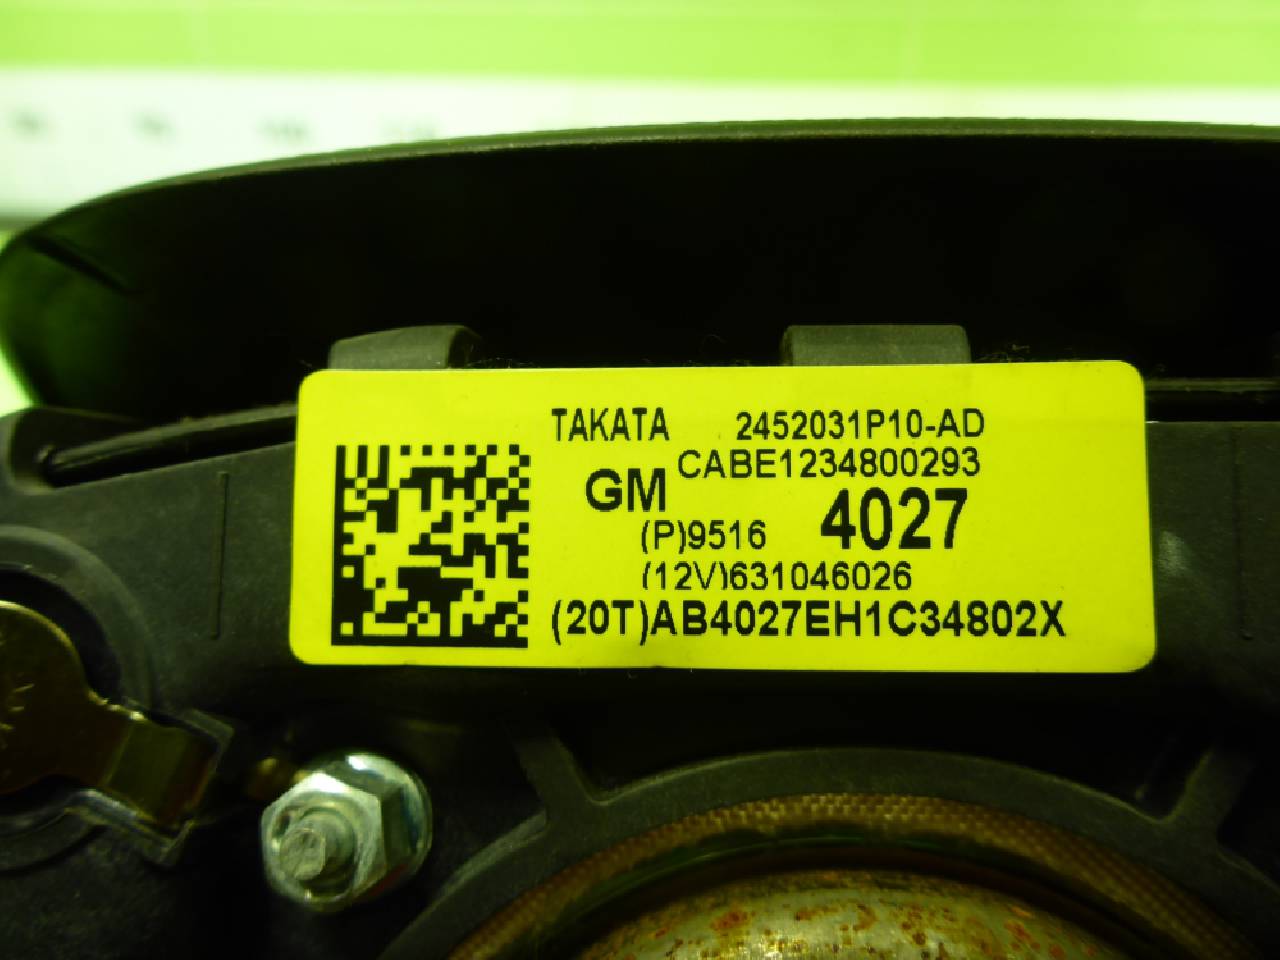 TAKATA 2452031P10-AD
CABE1234800293
GM
(P)9516 4027
(12V)631046026
(20T)AB4027EH1C34802X